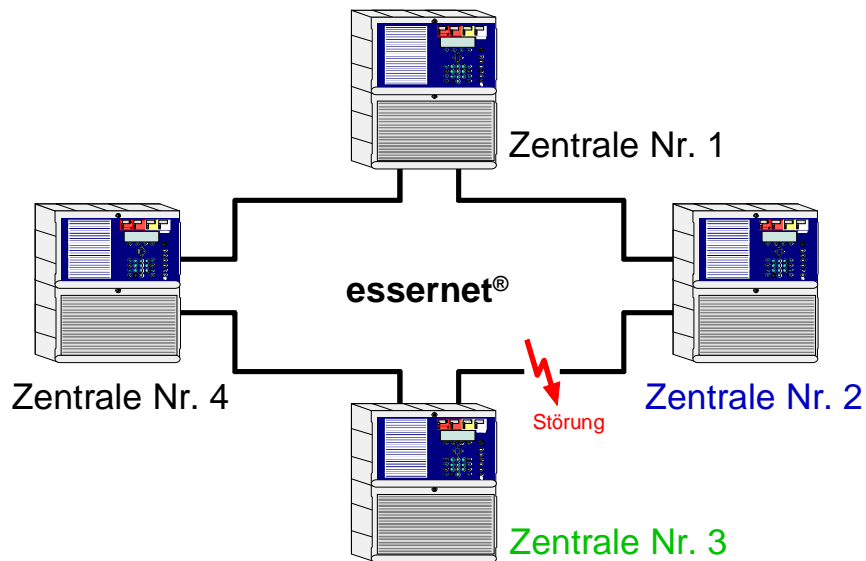 Zentrale Nr. 1
essernet®
Zentrale Nr. 4
Zentrale Nr. 2
Störung
Zentrale Nr. 3